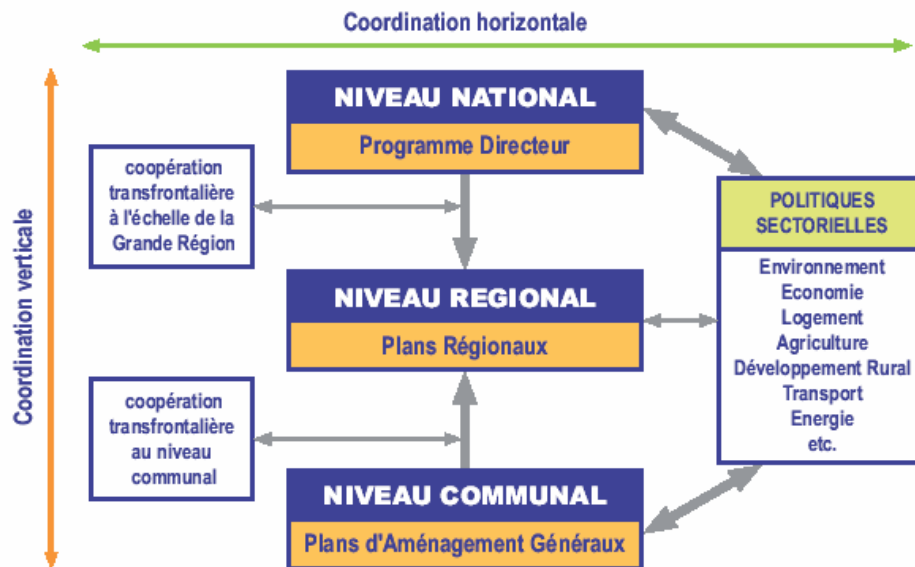 Coordination horizontale
Coordination verticale
NIVEAU NATIONAL
Programme Directeur
coopération
transfrontalière
à l'échelle de la
Grande Région
POLITIQUES
SECTORIELLES
Environnement
Economie
Logement
Agriculture
Développement Rural
Transport
Energie
etc.
NIVEAU REGIONAL
Plans Régionaux
coopération
transfrontalière
au niveau
communal
NIVEAU COMMUNAL
Plans d'Aménagement Généraux